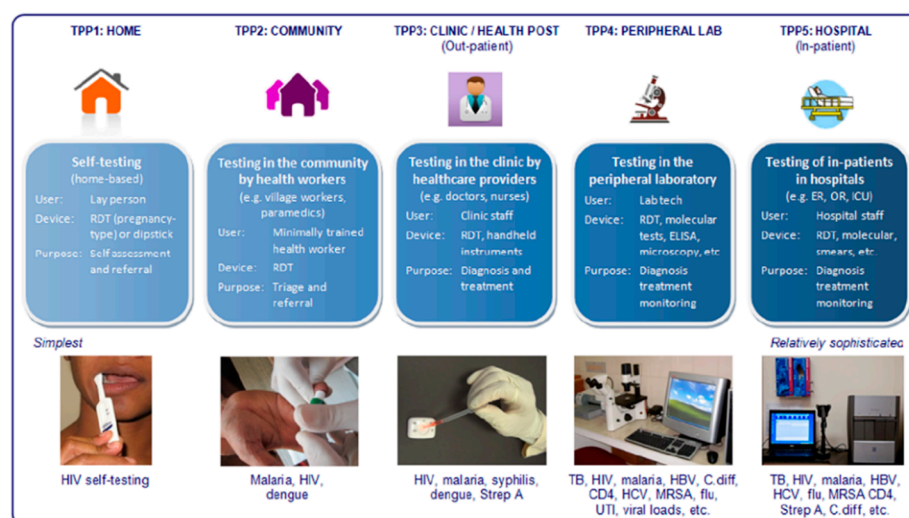 TPP1: HOME
TPP2: COMMUNITY
TPP3: CLINIC / HEALTH POST
(Out-patient)
TPP4: PERIPHERAL LAB
TPP5: HOSPITAL
(In-patient)
Self-testing
(home-based)
User: Lay person
Device: RDT (pregnancy-
type) or dipstick
Purpose: Self assessment
and referral
Testing in the community
by health workers
(e.g. village workers,
paramedics)
User: Minimally trained
health worker
Device: RDT
Purpose: Triage and
referral
Testing in the clinic by
healthcare providers
(e.g. doctors, nurses)
User: Clinic staff
Device: RDT, handheld
instruments
Purpose: Diagnosis and
treatment
Testing in the
peripheral laboratory
User: Lab tech
Device: RDT, molecular
tests, ELISA,
microscopy, etc
Purpose: Diagnosis
treatment
monitoring
Testing of in-patients
in hospitals
(e.g. ER, OR, ICU)
User: Hospital staff
Device: RDT, molecular,
smears, etc.
Purpose: Diagnosis
treatment
monitoring
Simplest
Relatively sophisticated
HIV self-testing
Malaria, HIV,
dengue
HIV, malaria, syphilis,
dengue, Strep A
TB, HIV, malaria, HBV, C.diff,
CD4, HCV, MRSA, flu,
UTI, viral loads, etc.
TB, HIV, malaria, HBV,
HCV, flu, MRSA CD4,
Strep A, C.diff, etc.